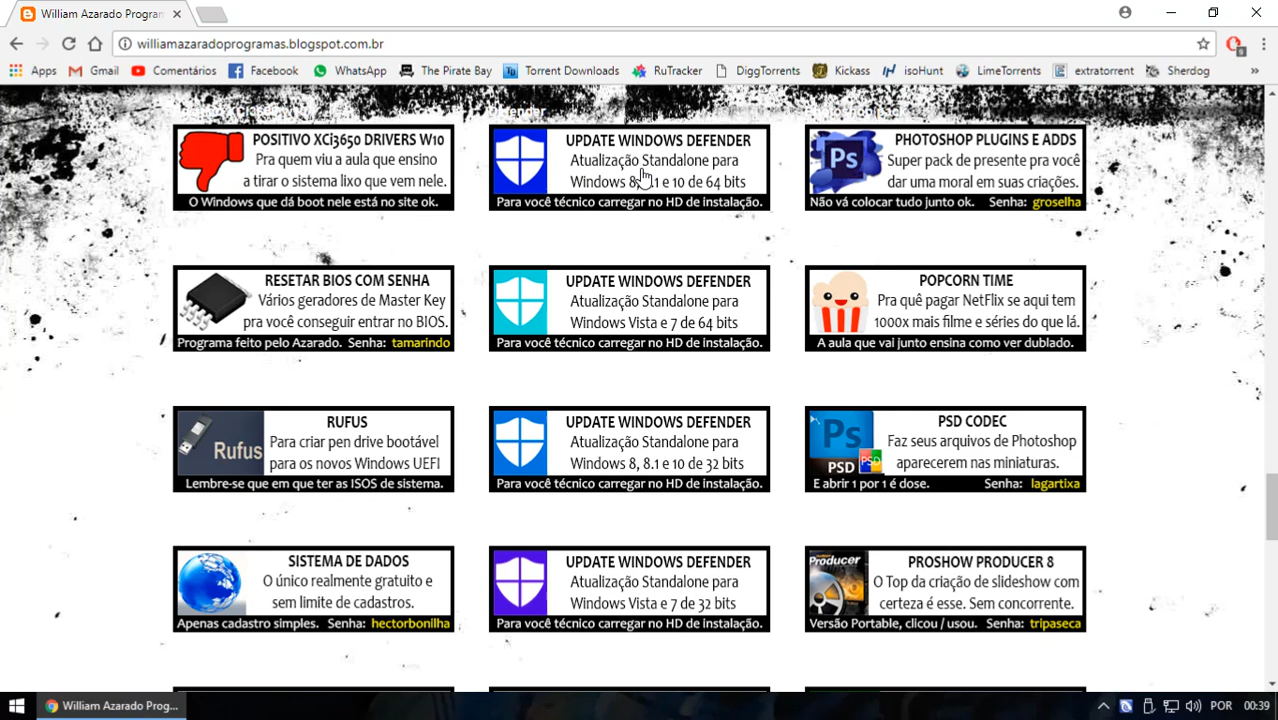 William Azarado Program
williamazaradoprogramas.blogspot.com.br
Apps
Gmail
Comentários
Facebook
WhatsApp
The Pirate Bay
Torrent Downloads
RuTracker
DiggTorrents
Kickass
isoHunt
LimeTorrents
extratorrent
Sherdog
»
POSITIVO XCi3650 DRIVERS W10
Pra quem viu a aula que ensino
a tirar o sistema lixo que vem nele.
O Windows que dá boot nele está no site ok.
UPDATE WINDOWS DEFENDER
Atualização Standalone para
Windows 8, 8.1 e 10 de 64 bits
Para você técnico carregar no HD de instalação.
Ps
PHOTOSHOP PLUGINS E ADDS
Super pack de presente pra você
dar uma moral em suas criações.
Não vá colocar tudo junto ok. Senha: groselha
RESETAR BIOS COM SENHA
Vários geradores de Master Key
pra você conseguir entrar no BIOS.
Programa feito pelo Azarado. Senha: tamarindo
UPDATE WINDOWS DEFENDER
Atualização Standalone para
Windows Vista e 7 de 64 bits
Para você técnico carregar no HD de instalação.
POPCORN TIME
Pra quê pagar NetFlix se aqui tem
1000x mais filme e séries do que lá.
A aula que vai junto ensina como ver dublado.
Rufus
RUFUS
Para criar pen drive bootável
para os novos Windows UEFI
Lembre-se que em que ter as ISOS de sistema.
UPDATE WINDOWS DEFENDER
Atualização Standalone para
Windows 8, 8.1 e 10 de 32 bits
Para você técnico carregar no HD de instalação.
Ps
PSD
PSD
PSD CODEC
Faz seus arquivos de Photoshop
aparecerem nas miniaturas.
E abrir 1 por 1 é dose. Senha: lagartixa
SISTEMA DE DADOS
O único realmente gratuito e
sem limite de cadastros.
Apenas cadastro simples. Senha: hectorbonilha
UPDATE WINDOWS DEFENDER
Atualização Standalone para
Windows Vista e 7 de 32 bits
Para você técnico carregar no HD de instalação.
Producer
PROSHOW PRODUCER 8
O Top da criação de slideshow com
certeza é esse. Sem concorrente.
Versão Portable, clicou / usou. Senha: tripaseca
William Azarado Prog...
POR
00:39